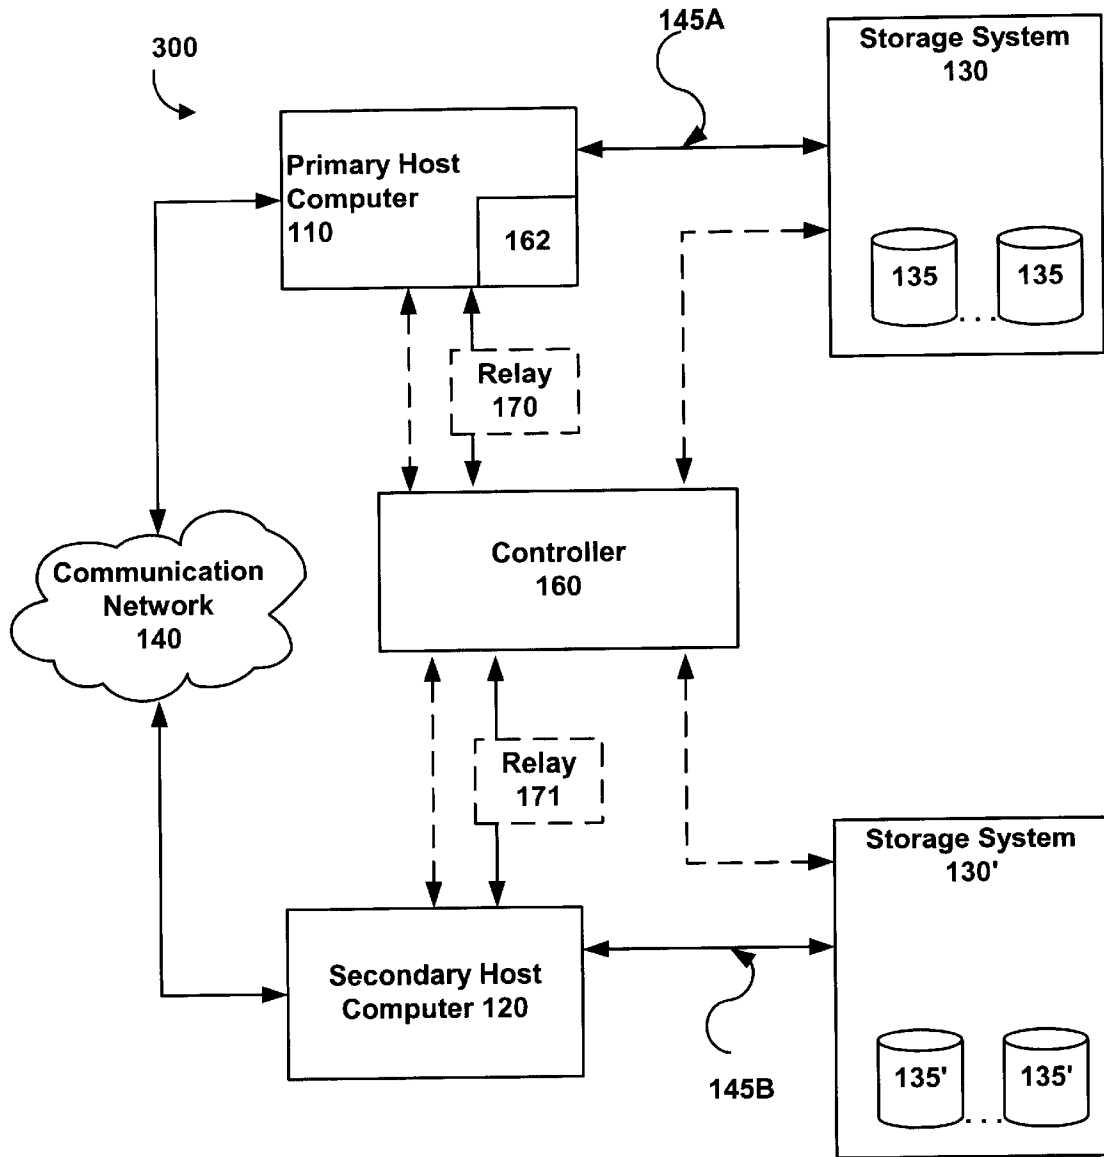 145A
300
Storage System
130
Primary Host
Computer
110
162
135
135
. . .
Relay
170
Controller
160
Communication
Network
140
Relay
171
Storage System
130'
Secondary Host
Computer 120
145B
135'
135'
. . .